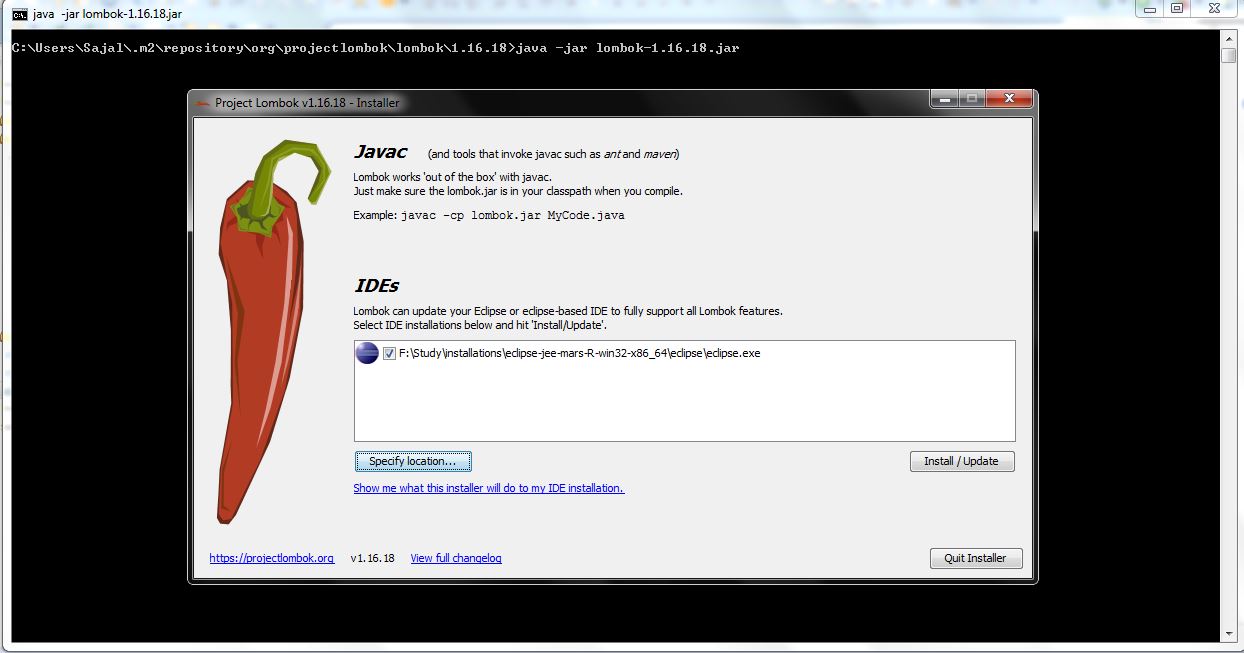 java -jar lombok-1.16.18.jar
C:\Users\Sajal\.m2\repository\org\projectlombok\lombok\1.16.18>java -jar lombok-1.16.18.jar
Project Lombok v1.16.18 - Installer
Javac (and tools that invoke javac such as ant and maven)
Lombok works 'out of the box' with javac.
Just make sure the lombok.jar is in your classpath when you compile.
Example: javac -cp lombok.jar MyCode.java
IDEs
Lombok can update your Eclipse or eclipse-based IDE to fully support all Lombok features.
Select IDE installations below and hit 'Install/Update'.
F:\Study\installations\eclipse-jee-mars-R-win32-x86_64\eclipse\eclipse.exe
Specify location... Install / Update
Show me what this installer will do to my IDE installation.
https://projectlombok.org v1.16.18 View full changelog Quit Installer